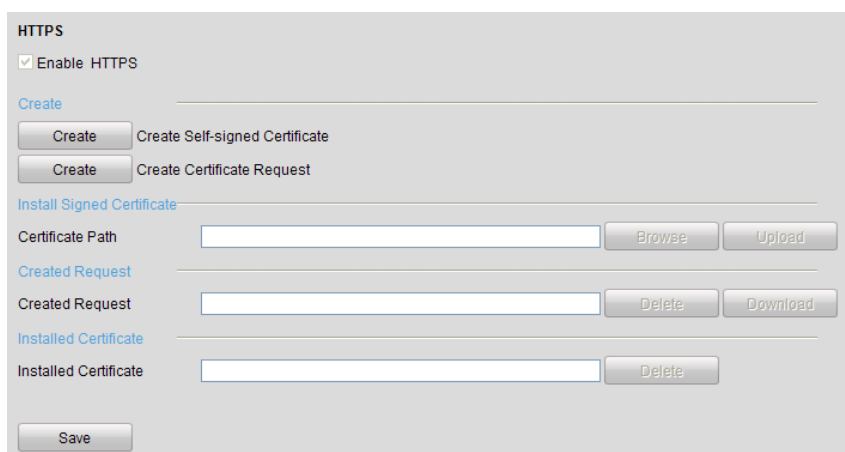 HTTPS
Enable HTTPS
Create
Create Create Self-signed Certificate
Create Create Certificate Request
Install Signed Certificate
Certificate Path Browse Upload
Created Request
Created Request Delete Download
Installed Certificate
Installed Certificate Delete
Save